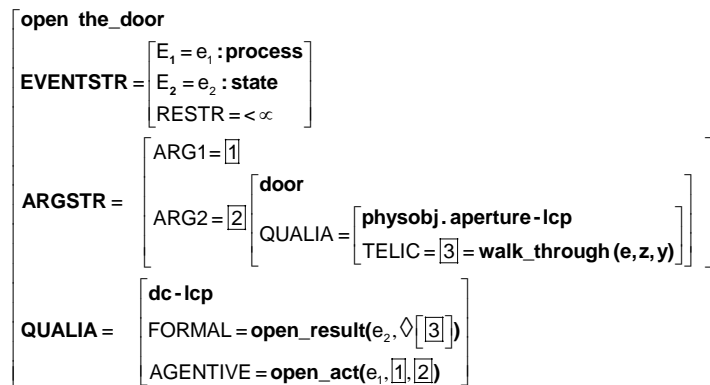 open the_door
E₁ = e₁ : process
EVENTSTR = E₂ = e₂ : state
RESTR = < ∝
ARG1 = 1
door
ARGSTR = ARG2 = 2 physobj . aperture - lcp
QUALIA =
TELIC = 3 = walk_through (e, z, y)
dc - lcp
QUALIA = FORMAL = open_result(e₂, ◊[3])
AGENTIVE = open_act(e₁, 1, 2)